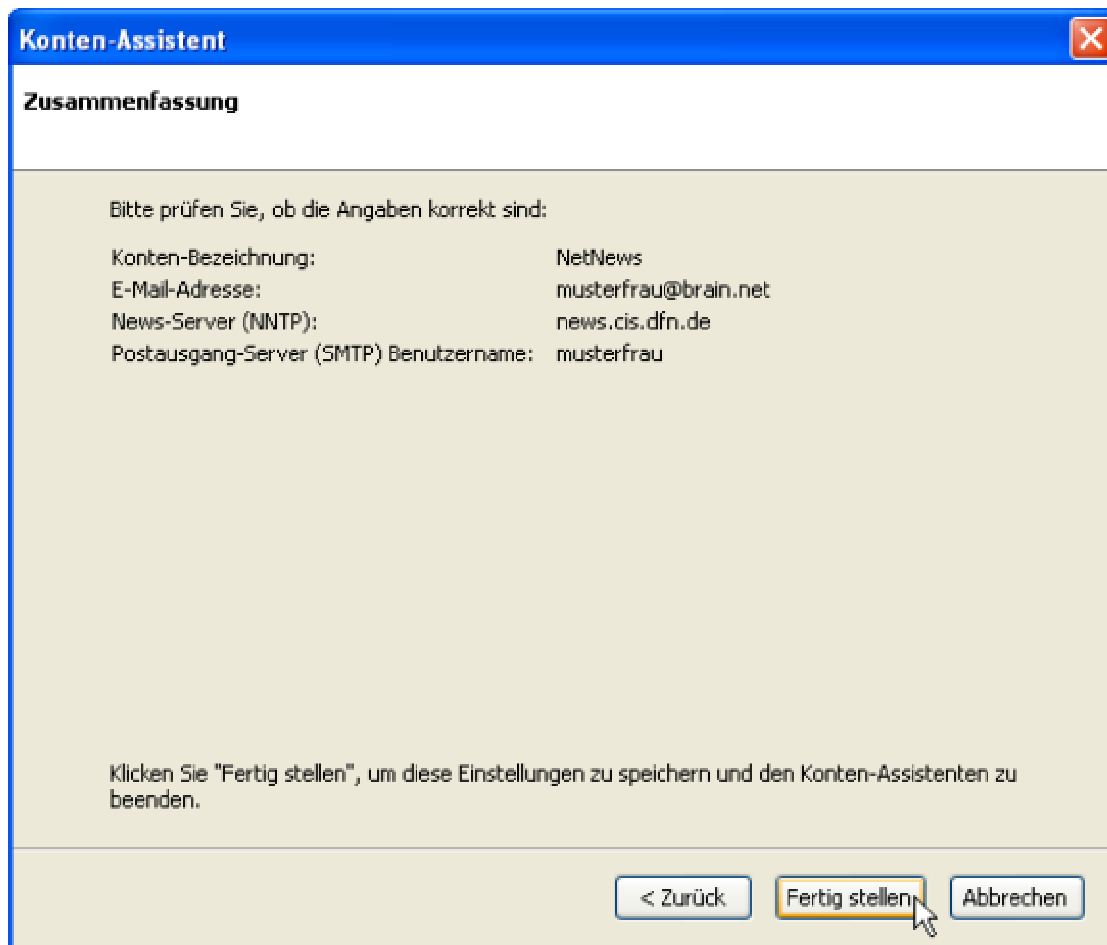 Konten-Assistent
Zusammenfassung
Bitte prüfen Sie, ob die Angaben korrekt sind:
Konten-Bezeichnung: NetNews
E-Mail-Adresse: musterfrau@brain.net
News-Server (NNTP): news.cis.dfn.de
Postausgang-Server (SMTP) Benutzername: musterfrau
Klicken Sie "Fertig stellen", um diese Einstellungen zu speichern und den Konten-Assistenten zu
beenden.
< Zurück Fertig stellen Abbrechen